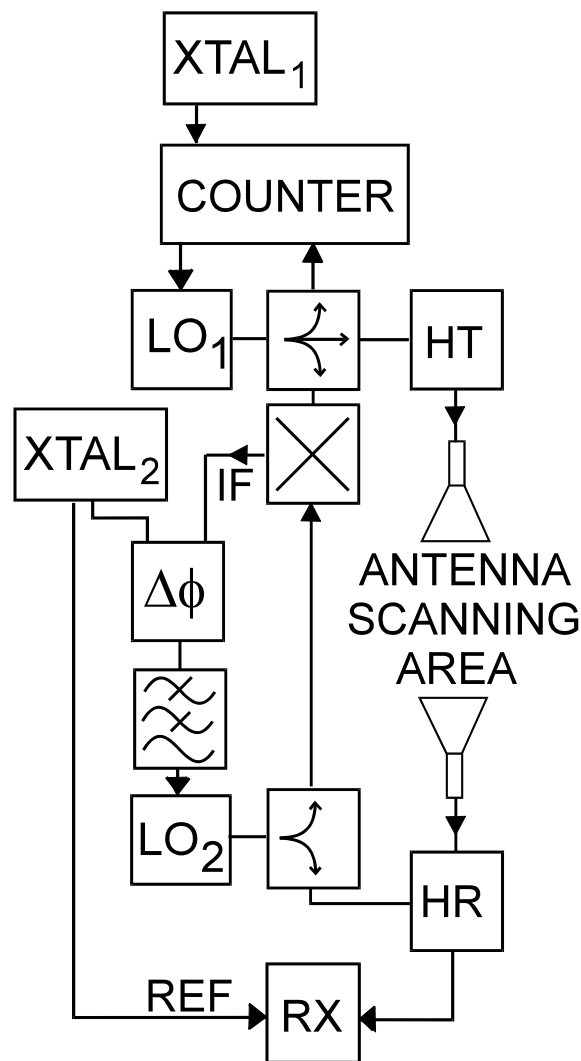 XTAL₁
COUNTER
LO₁
HT
XTAL₂
IF
Δϕ
ANTENNA
SCANNING
AREA
LO₂
HR
REF
RX